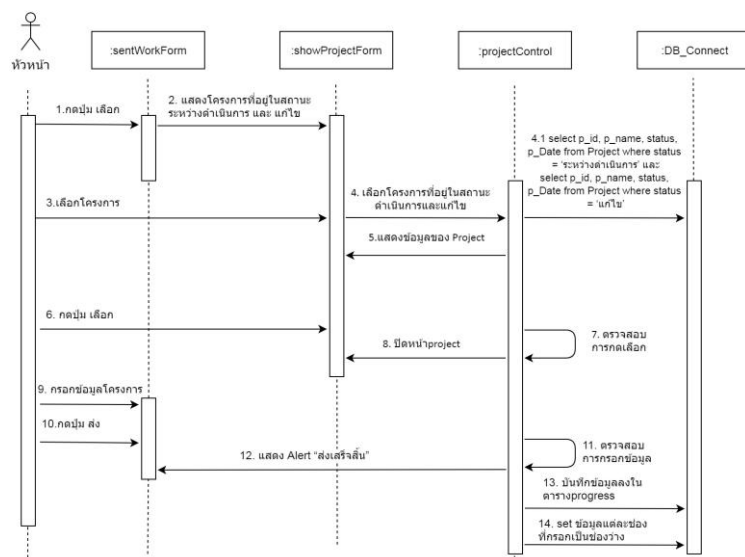 :sentWorkForm
:showProjectForm
:projectControl
:DB_Connect
หัวหน้า
1.กดปุ่ม เลือก
2. แสดงโครงการที่อยู่ในสถานะ
ระหว่างดำเนินการ และ แก้ไข
4.1 select p_id, p_name, status,
p_Date from Project where status
= 'ระหว่างดำเนินการ' และ
select p_id, p_name, status,
p_Date from Project where status
= 'แก้ไข'
3.เลือกโครงการ
4. เลือกโครงการที่อยู่ในสถานะ
ดำเนินการและแก้ไข
5.แสดงข้อมูลของ Project
6. กดปุ่ม เลือก
7. ตรวจสอบ
การกดเลือก
8. ปิดหน้าproject
9. กรอกข้อมูลโครงการ
10.กดปุ่ม ส่ง
11. ตรวจสอบ
การกรอกข้อมูล
12. แสดง Alert "ส่งเสร็จสิ้น"
13. บันทึกข้อมูลลงใน
ตารางprogress
14. set ข้อมูลแต่ละช่อง
ที่กรอกเป็นช่องว่าง